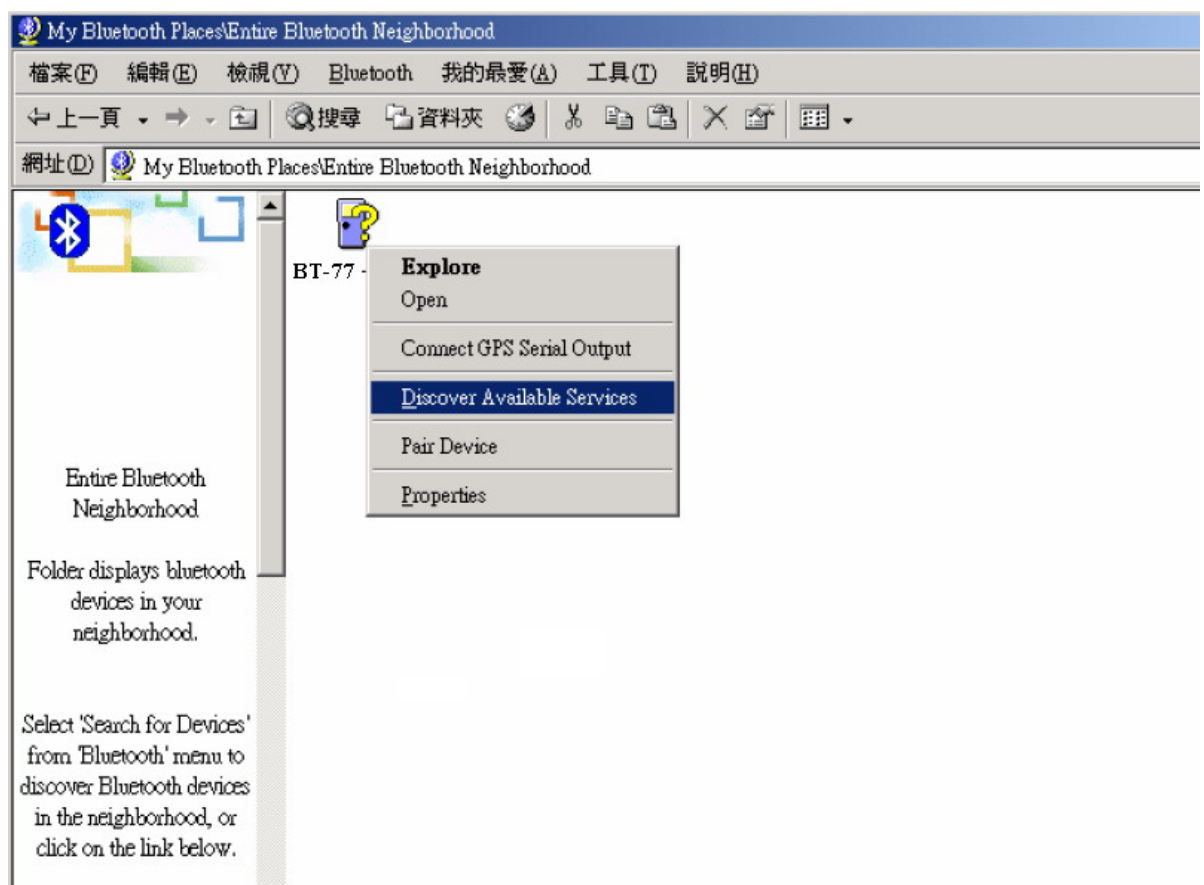 My Bluetooth Places\Entire Bluetooth Neighborhood
檔案(F) 編輯(E) 檢視(V) Bluetooth 我的最愛(A) 工具(T) 說明(H)
上一頁 搜尋 資料夾
網址(D) My Bluetooth Places\Entire Bluetooth Neighborhood
BT-77 -
Explore
Open
Connect GPS Serial Output
Discover Available Services
Pair Device
Properties
Entire Bluetooth
Neighborhood
Folder displays bluetooth
devices in your
neighborhood.
Select 'Search for Devices'
from 'Bluetooth' menu to
discover Bluetooth devices
in the neighborhood, or
click on the link below.